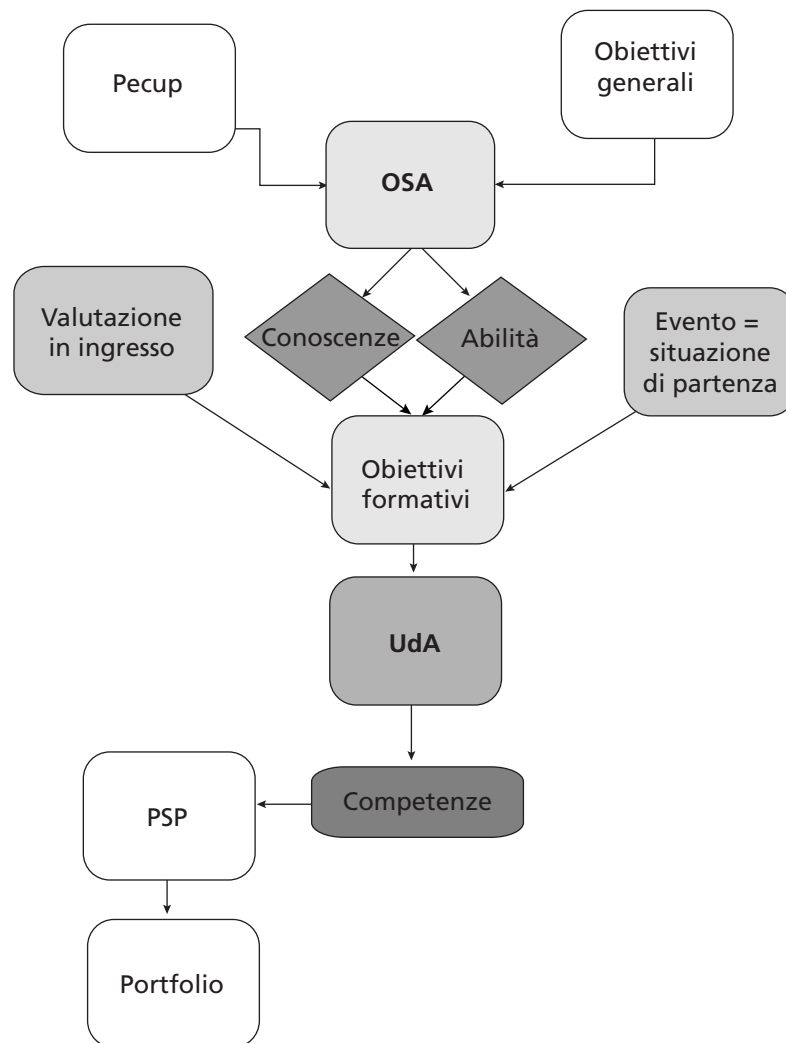 Pecup
Obiettivi
generali
OSA
Valutazione
in ingresso
Conoscenze
Abilità
Evento =
situazione
di partenza
Obiettivi
formativi
UdA
Competenze
PSP
Portfolio